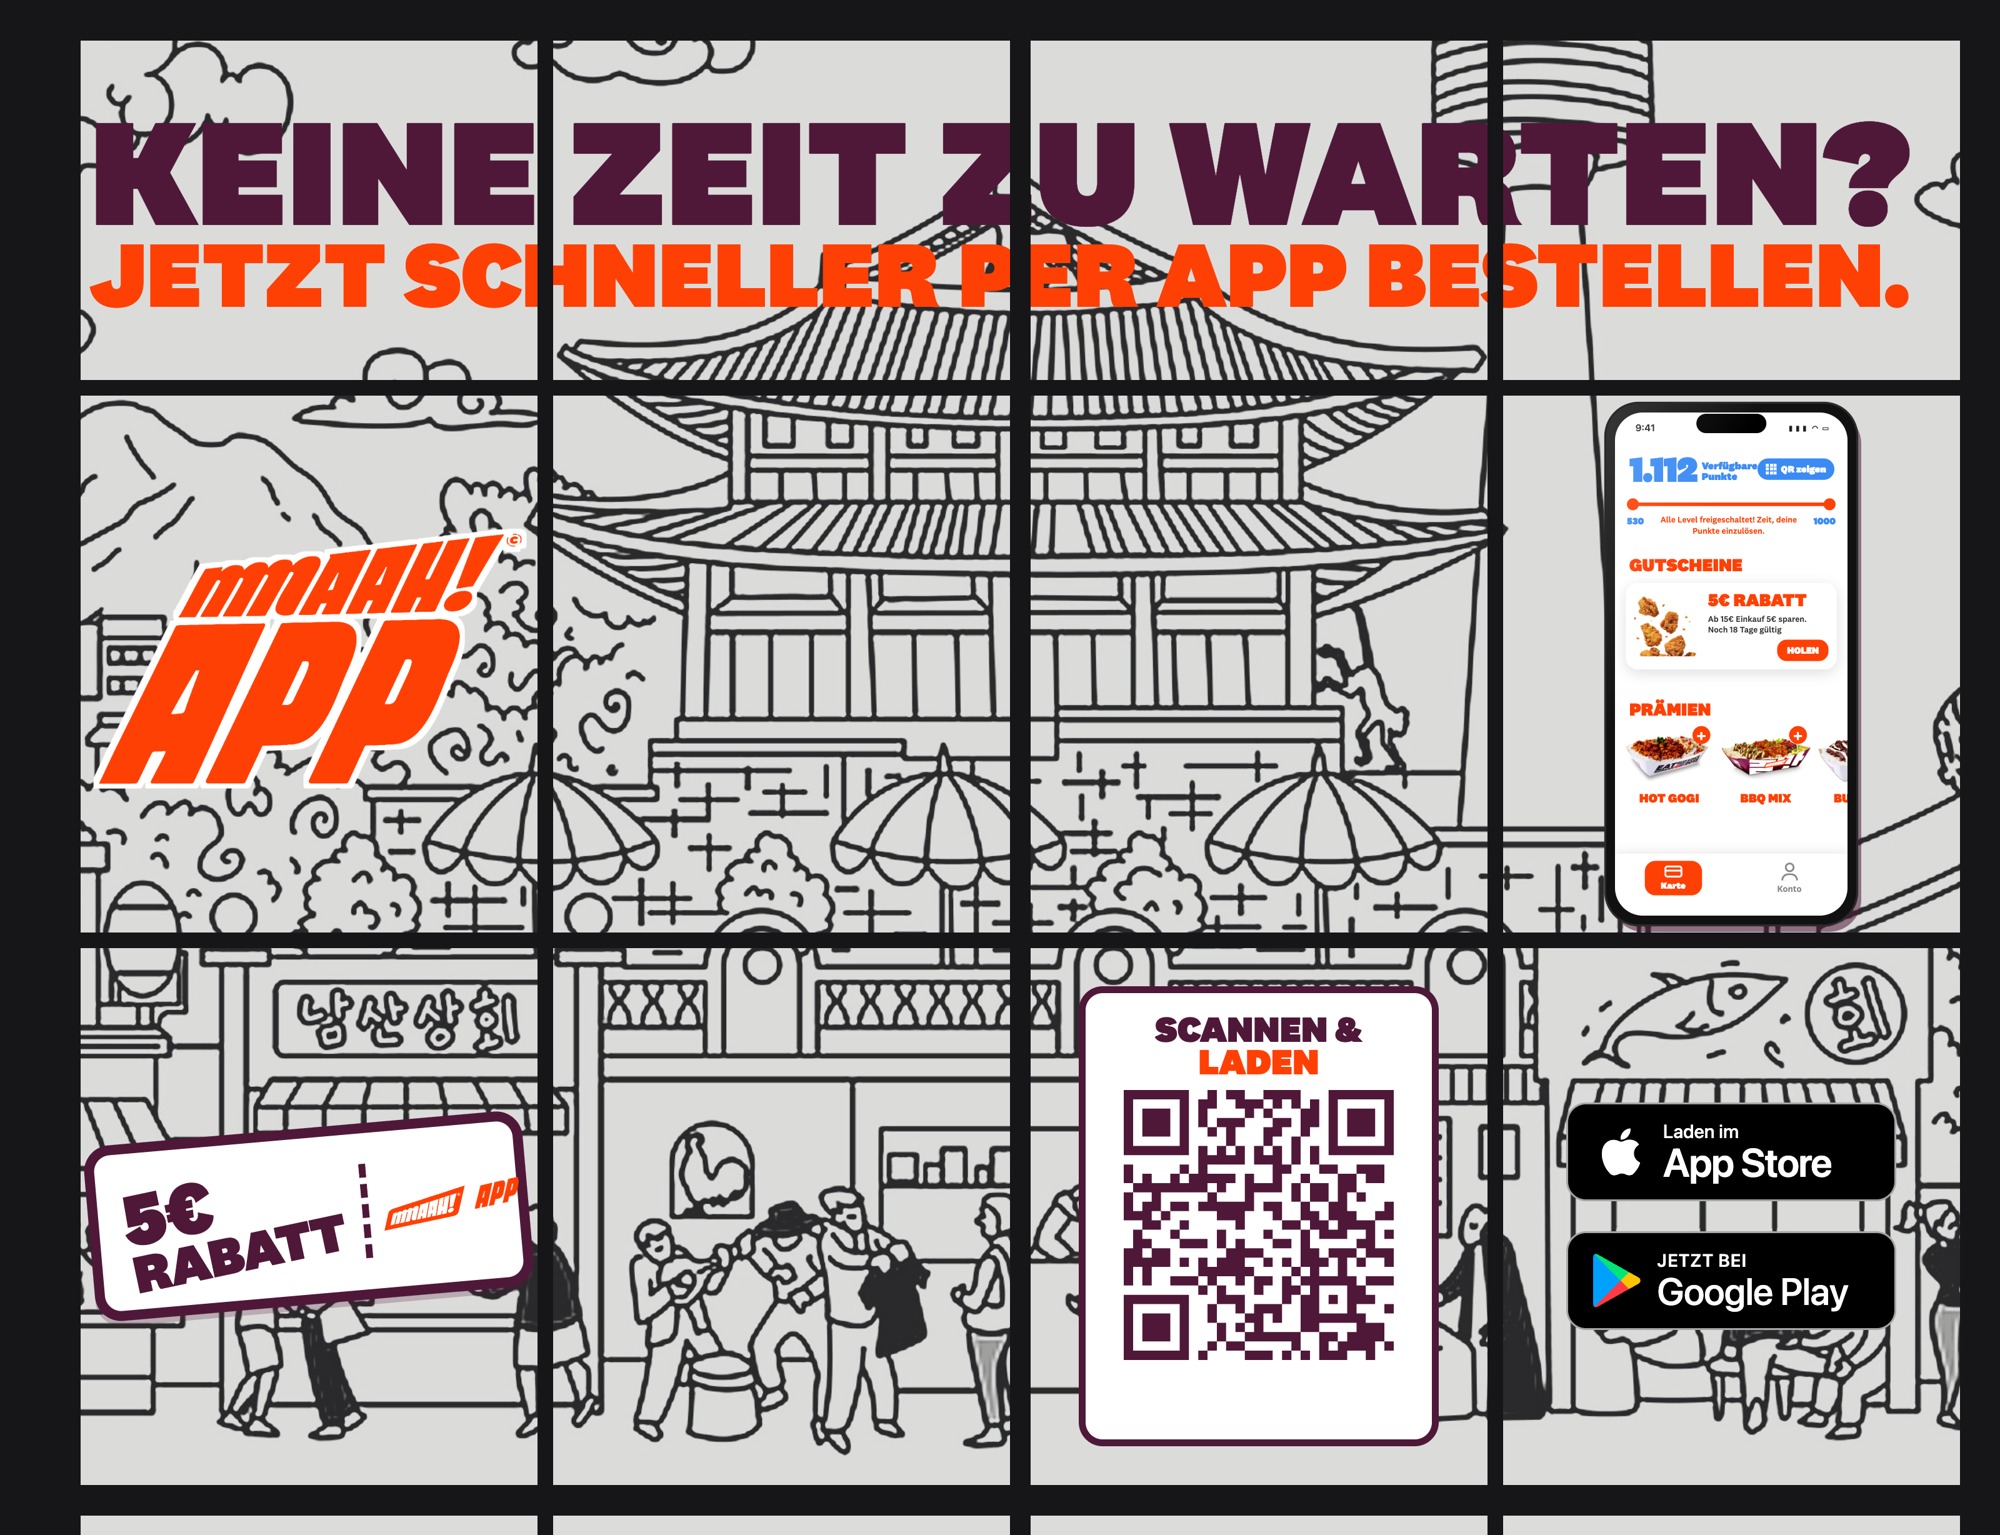 KEINE ZEIT ZU WARTEN?
JETZT SCHNELLER PER APP BESTELLEN.
mmAAH!
©
APP
9:41
1.112 Verfügbare Punkte
QR zeigen
530
Alle Level freigeschaltet! Zeit, deine
Punkte einzulösen.
1000
GUTSCHEINE
5€ RABATT
Ab 15€ Einkauf 5€ sparen.
Noch 18 Tage gültig
HOLEN
PRÄMIEN
HOT GOGI
BBQ MIX
BU
Karte
Konto
남산상회
회
SCANNEN &
LADEN
5€
RABATT
mmAAH! APP
Laden im
App Store
JETZT BEI
Google Play